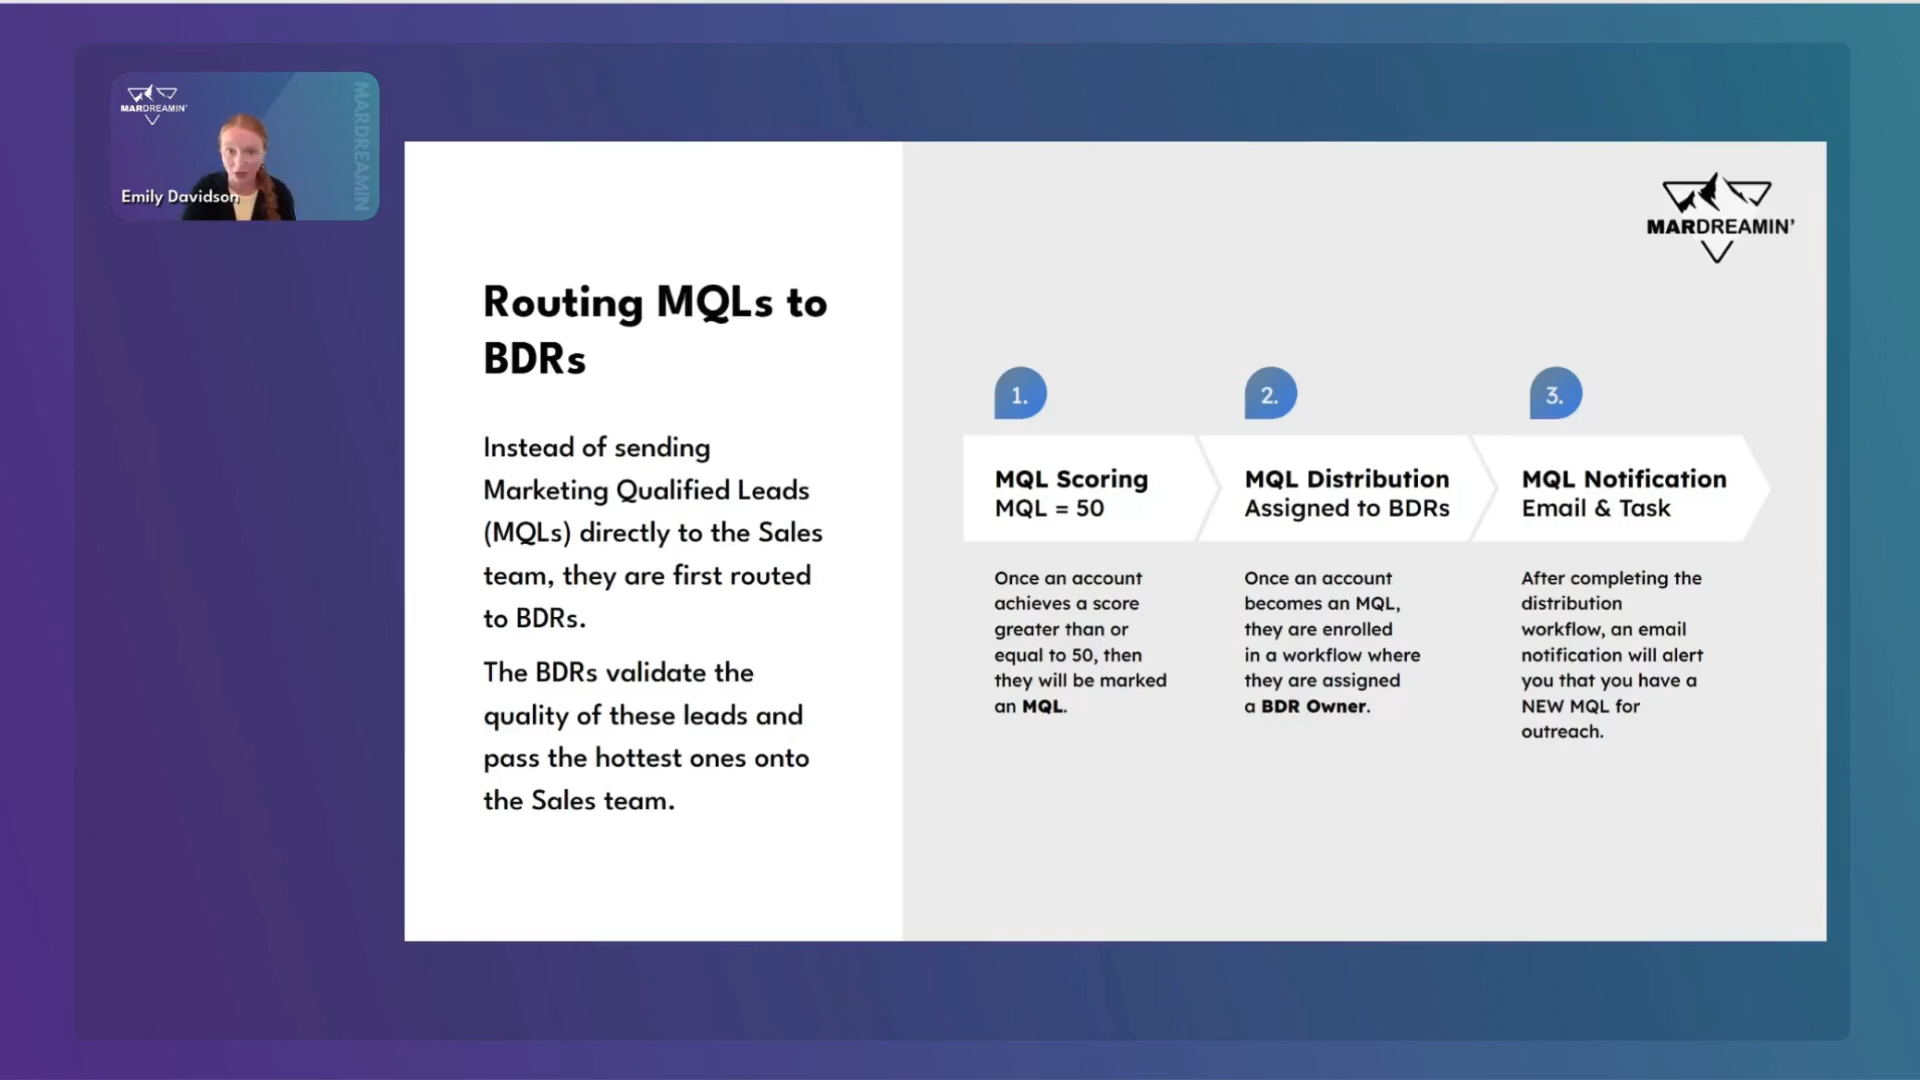 MARDREAMIN'
MARDREAMIN
Emily Davidson
MARDREAMIN'
Routing MQLs to
BDRs
Instead of sending
Marketing Qualified Leads
(MQLs) directly to the Sales
team, they are first routed
to BDRs.
The BDRs validate the
quality of these leads and
pass the hottest ones onto
the Sales team.
1.
MQL Scoring
MQL = 50
Once an account
achieves a score
greater than or
equal to 50, then
they will be marked
an MQL.
2.
MQL Distribution
Assigned to BDRs
Once an account
becomes an MQL,
they are enrolled
in a workflow where
they are assigned
a BDR Owner.
3.
MQL Notification
Email & Task
After completing the
distribution
workflow, an email
notification will alert
you that you have a
NEW MQL for
outreach.